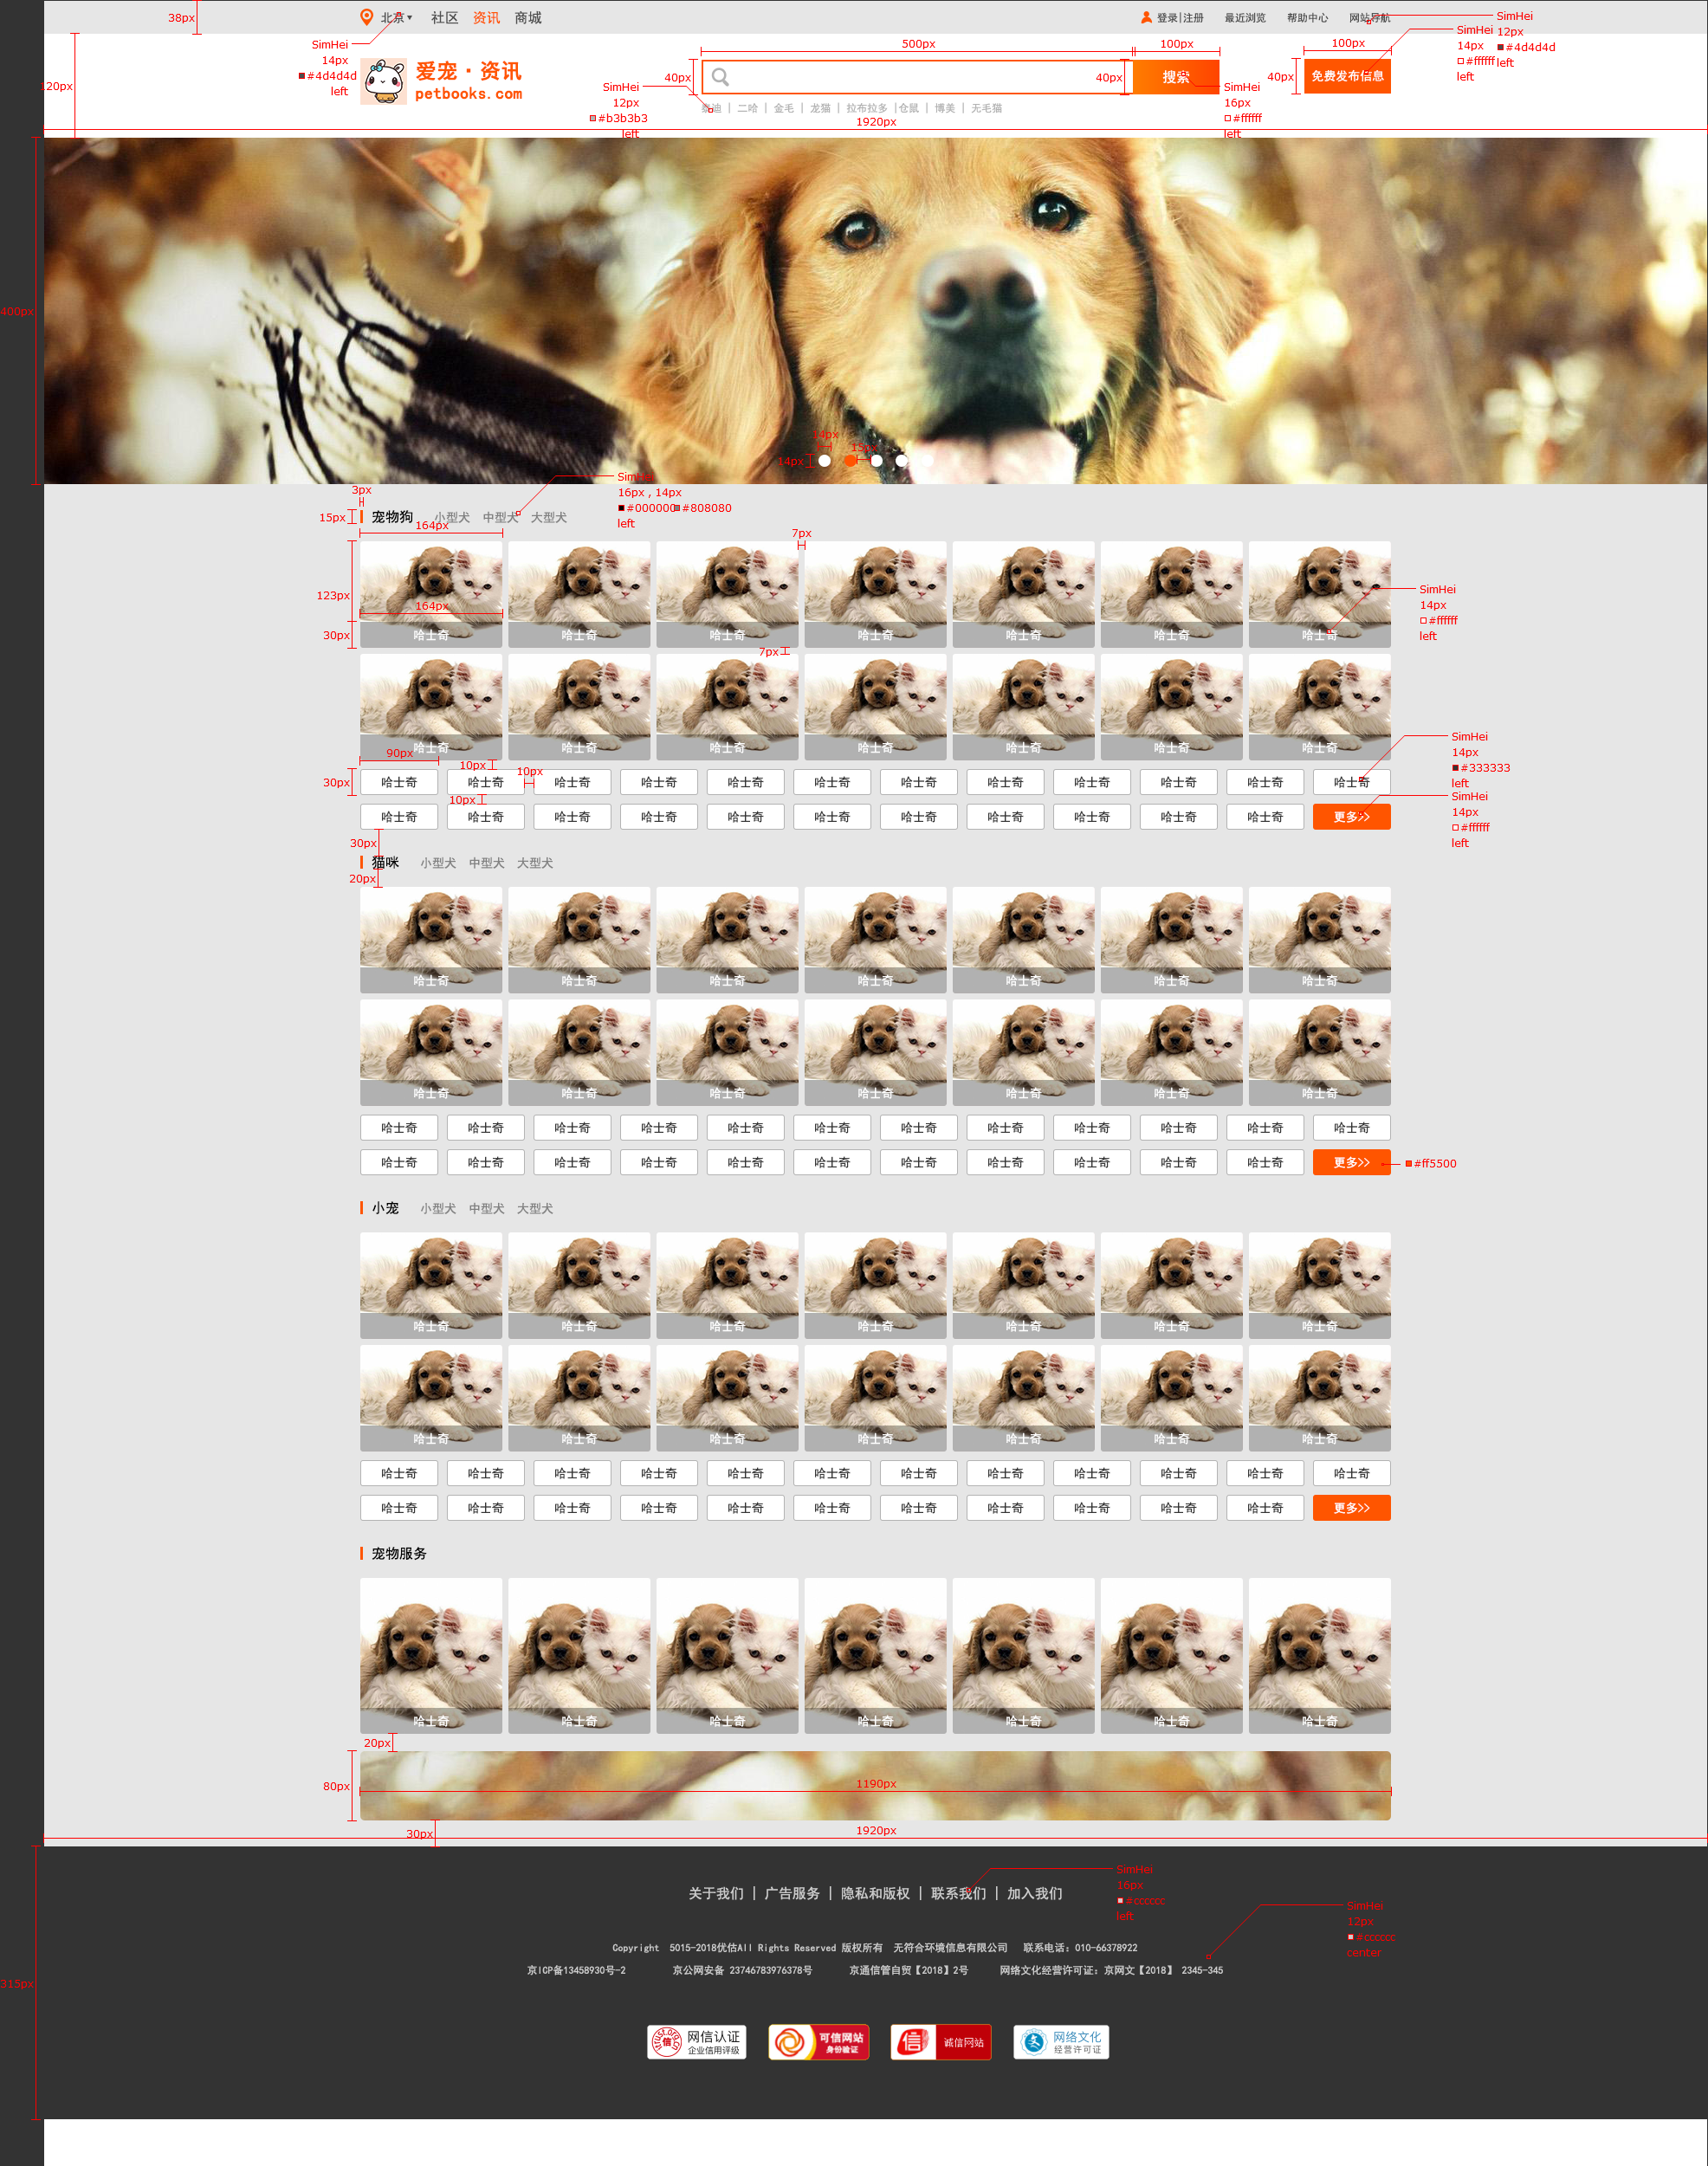 38px
北京 社区 资讯 商城
登录|注册 最近浏览 帮助中心 网站导航
SimHei
12px
#4d4d4d
left
SimHei
14px
#ffffff
left
SimHei
14px
#4d4d4d
left
120px
爱宠·资讯
petbooks.com
500px
100px
100px
40px
40px
搜索
40px
免费发布信息
SimHei
12px
#b3b3b3
left
SimHei
16px
#ffffff
left
泰迪 | 二哈 | 金毛 | 龙猫 | 拉布拉多 |仓鼠 | 博美 | 无毛猫
1920px
400px
14px
SimHei
16px , 14px
#000000 #808080
left
3px
15px
宠物狗 小型犬 中型犬 大型犬
164px
7px
123px
164px
30px
SimHei
14px
#ffffff
left
哈士奇 哈士奇 哈士奇 哈士奇 哈士奇 哈士奇 哈士奇
7px
哈士奇 哈士奇 哈士奇 哈士奇 哈士奇 哈士奇 哈士奇
90px
10px
10px
30px
SimHei
14px
#333333
left
哈士奇 哈士奇 哈士奇 哈士奇 哈士奇 哈士奇 哈士奇 哈士奇 哈士奇 哈士奇 哈士奇 哈士奇
10px
SimHei
14px
#ffffff
left
哈士奇 哈士奇 哈士奇 哈士奇 哈士奇 哈士奇 哈士奇 哈士奇 哈士奇 哈士奇 哈士奇 更多>>
30px
猫咪 小型犬 中型犬 大型犬
20px
哈士奇 哈士奇 哈士奇 哈士奇 哈士奇 哈士奇 哈士奇
哈士奇 哈士奇 哈士奇 哈士奇 哈士奇 哈士奇 哈士奇
哈士奇 哈士奇 哈士奇 哈士奇 哈士奇 哈士奇 哈士奇 哈士奇 哈士奇 哈士奇 哈士奇 哈士奇
哈士奇 哈士奇 哈士奇 哈士奇 哈士奇 哈士奇 哈士奇 哈士奇 哈士奇 哈士奇 哈士奇 更多>>
#ff5500
小宠 小型犬 中型犬 大型犬
哈士奇 哈士奇 哈士奇 哈士奇 哈士奇 哈士奇 哈士奇
哈士奇 哈士奇 哈士奇 哈士奇 哈士奇 哈士奇 哈士奇
哈士奇 哈士奇 哈士奇 哈士奇 哈士奇 哈士奇 哈士奇 哈士奇 哈士奇 哈士奇 哈士奇 哈士奇
哈士奇 哈士奇 哈士奇 哈士奇 哈士奇 哈士奇 哈士奇 哈士奇 哈士奇 哈士奇 哈士奇 更多>>
宠物服务
哈士奇 哈士奇 哈士奇 哈士奇 哈士奇 哈士奇 哈士奇
20px
80px
1190px
30px
1920px
315px
关于我们 | 广告服务 | 隐私和版权 | 联系我们 | 加入我们
SimHei
16px
#cccccc
left
SimHei
12px
#cccccc
center
Copyright 5015-2018优估All Rights Reserved 版权所有 无符合环境信息有限公司 联系电话：010-66378922
京ICP备13458930号-2 京公网安备 23746783976378号 京通信管自贸【2018】2号 网络文化经营许可证：京网文【2018】 2345-345
网信认证
企业信用评级
可信网站
身份验证
信
诚信网站
网络文化
经营许可证